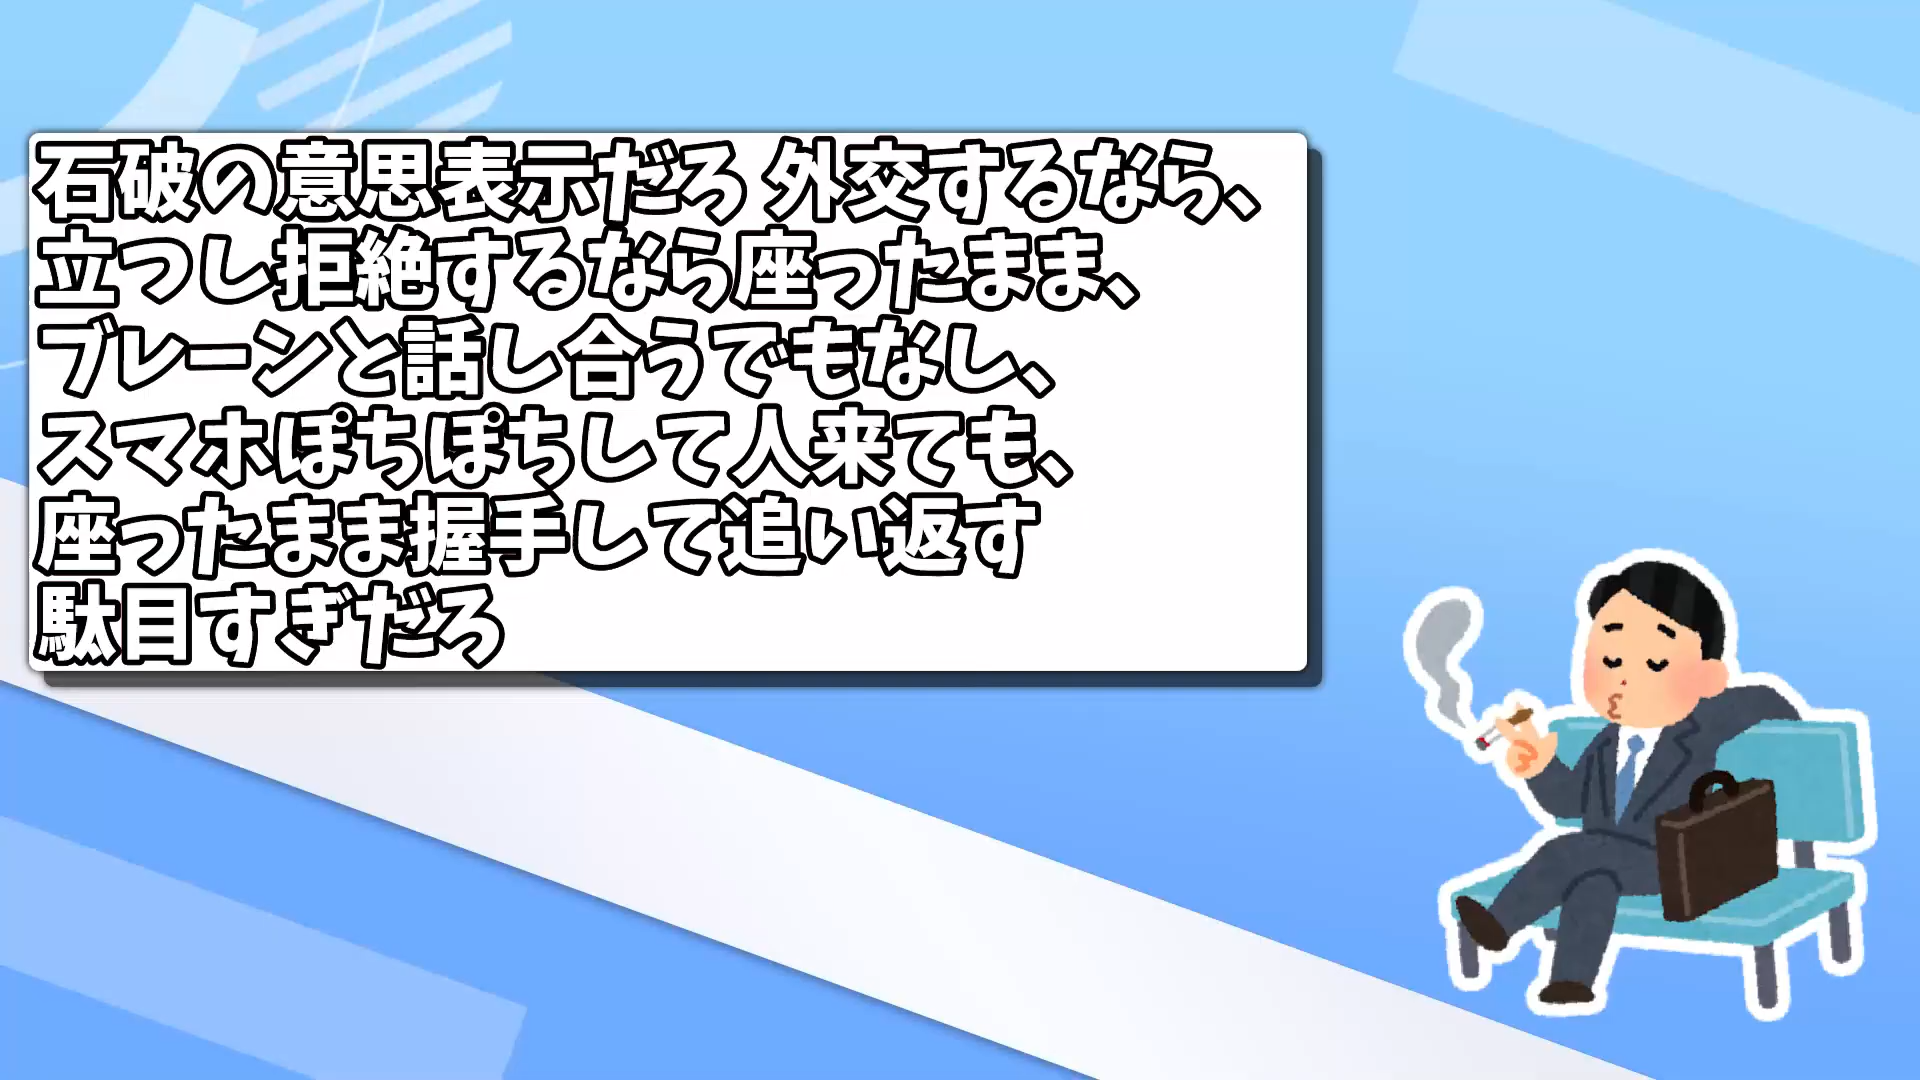 石破の意思表示だろ 外交するなら、
立つし拒絶するなら座ったまま、
ブレーンと話し合うでもなし、
スマホぽちぽちして人来ても、
座ったまま握手して追い返す
駄目すぎだろ